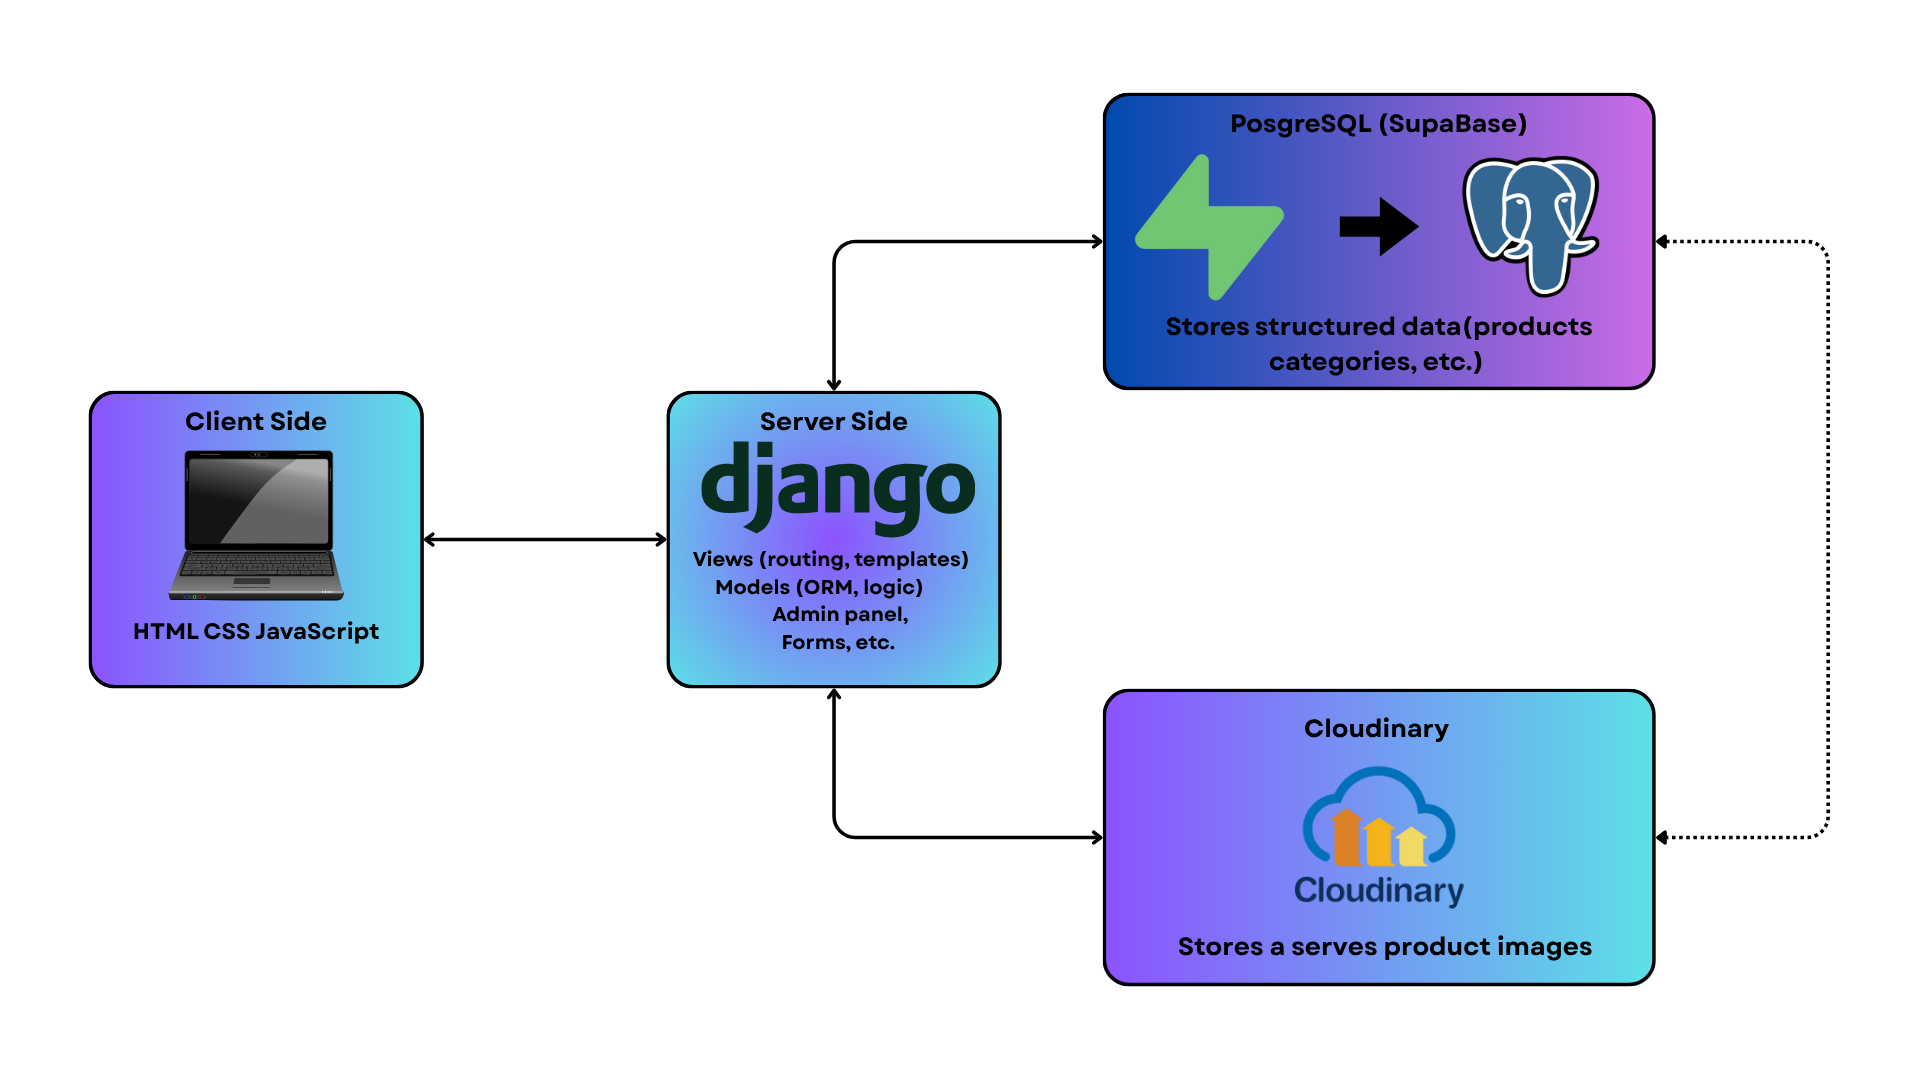 PosgreSQL (SupaBase)
Stores structured data(products
categories, etc.)
Client Side
HTML CSS JavaScript
Server Side
django
Views (routing, templates)
Models (ORM, logic)
Admin panel,
Forms, etc.
Cloudinary
Cloudinary
Stores a serves product images